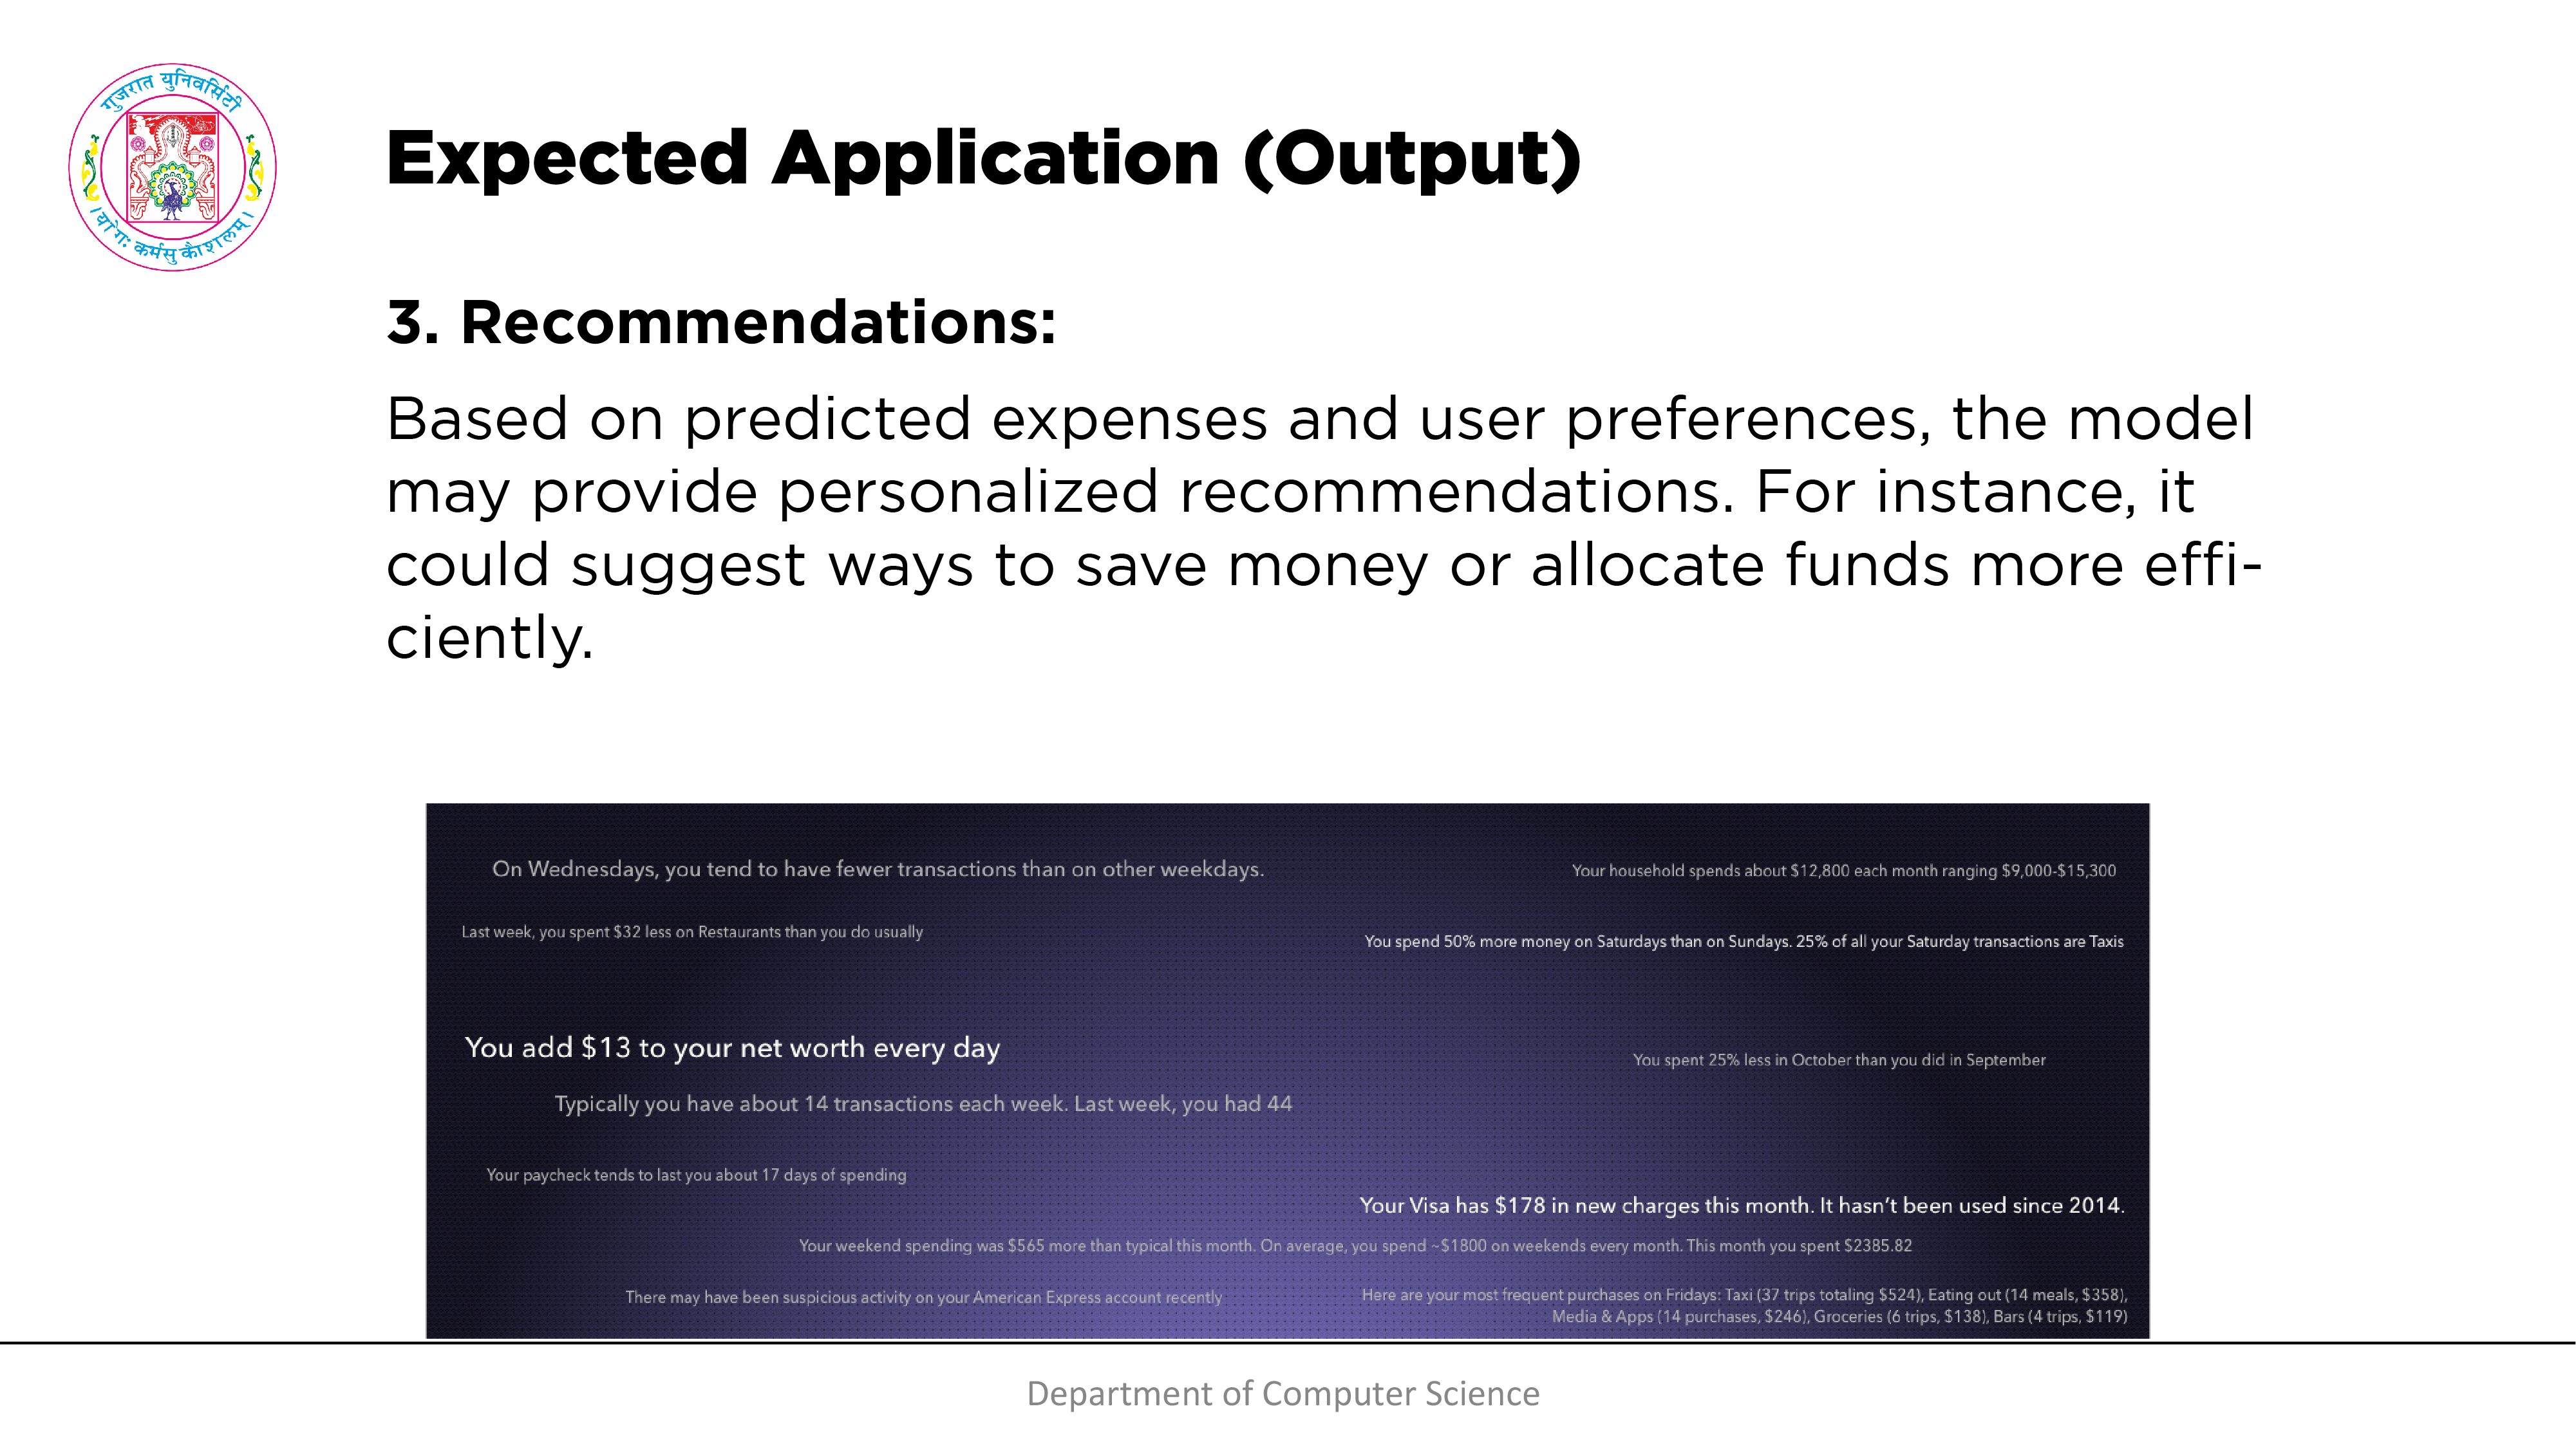 गुजरात युनिवर्सिटी
। योगः कर्मसु कौशलम् ।
Expected Application (Output)
3. Recommendations:
Based on predicted expenses and user preferences, the model
may provide personalized recommendations. For instance, it
could suggest ways to save money or allocate funds more effi-
ciently.
On Wednesdays, you tend to have fewer transactions than on other weekdays.
Your household spends about $12,800 each month ranging $9,000-$15,300
Last week, you spent $32 less on Restaurants than you do usually
You spend 50% more money on Saturdays than on Sundays. 25% of all your Saturday transactions are Taxis
You add $13 to your net worth every day
You spent 25% less in October than you did in September
Typically you have about 14 transactions each week. Last week, you had 44
Your paycheck tends to last you about 17 days of spending
Your Visa has $178 in new charges this month. It hasn't been used since 2014.
Your weekend spending was $565 more than typical this month. On average, you spend ~$1800 on weekends every month. This month you spent $2385.82
There may have been suspicious activity on your American Express account recently
Here are your most frequent purchases on Fridays: Taxi (37 trips totaling $524), Eating out (14 meals, $358),
Media & Apps (14 purchases, $246), Groceries (6 trips, $138), Bars (4 trips, $119)
Department of Computer Science